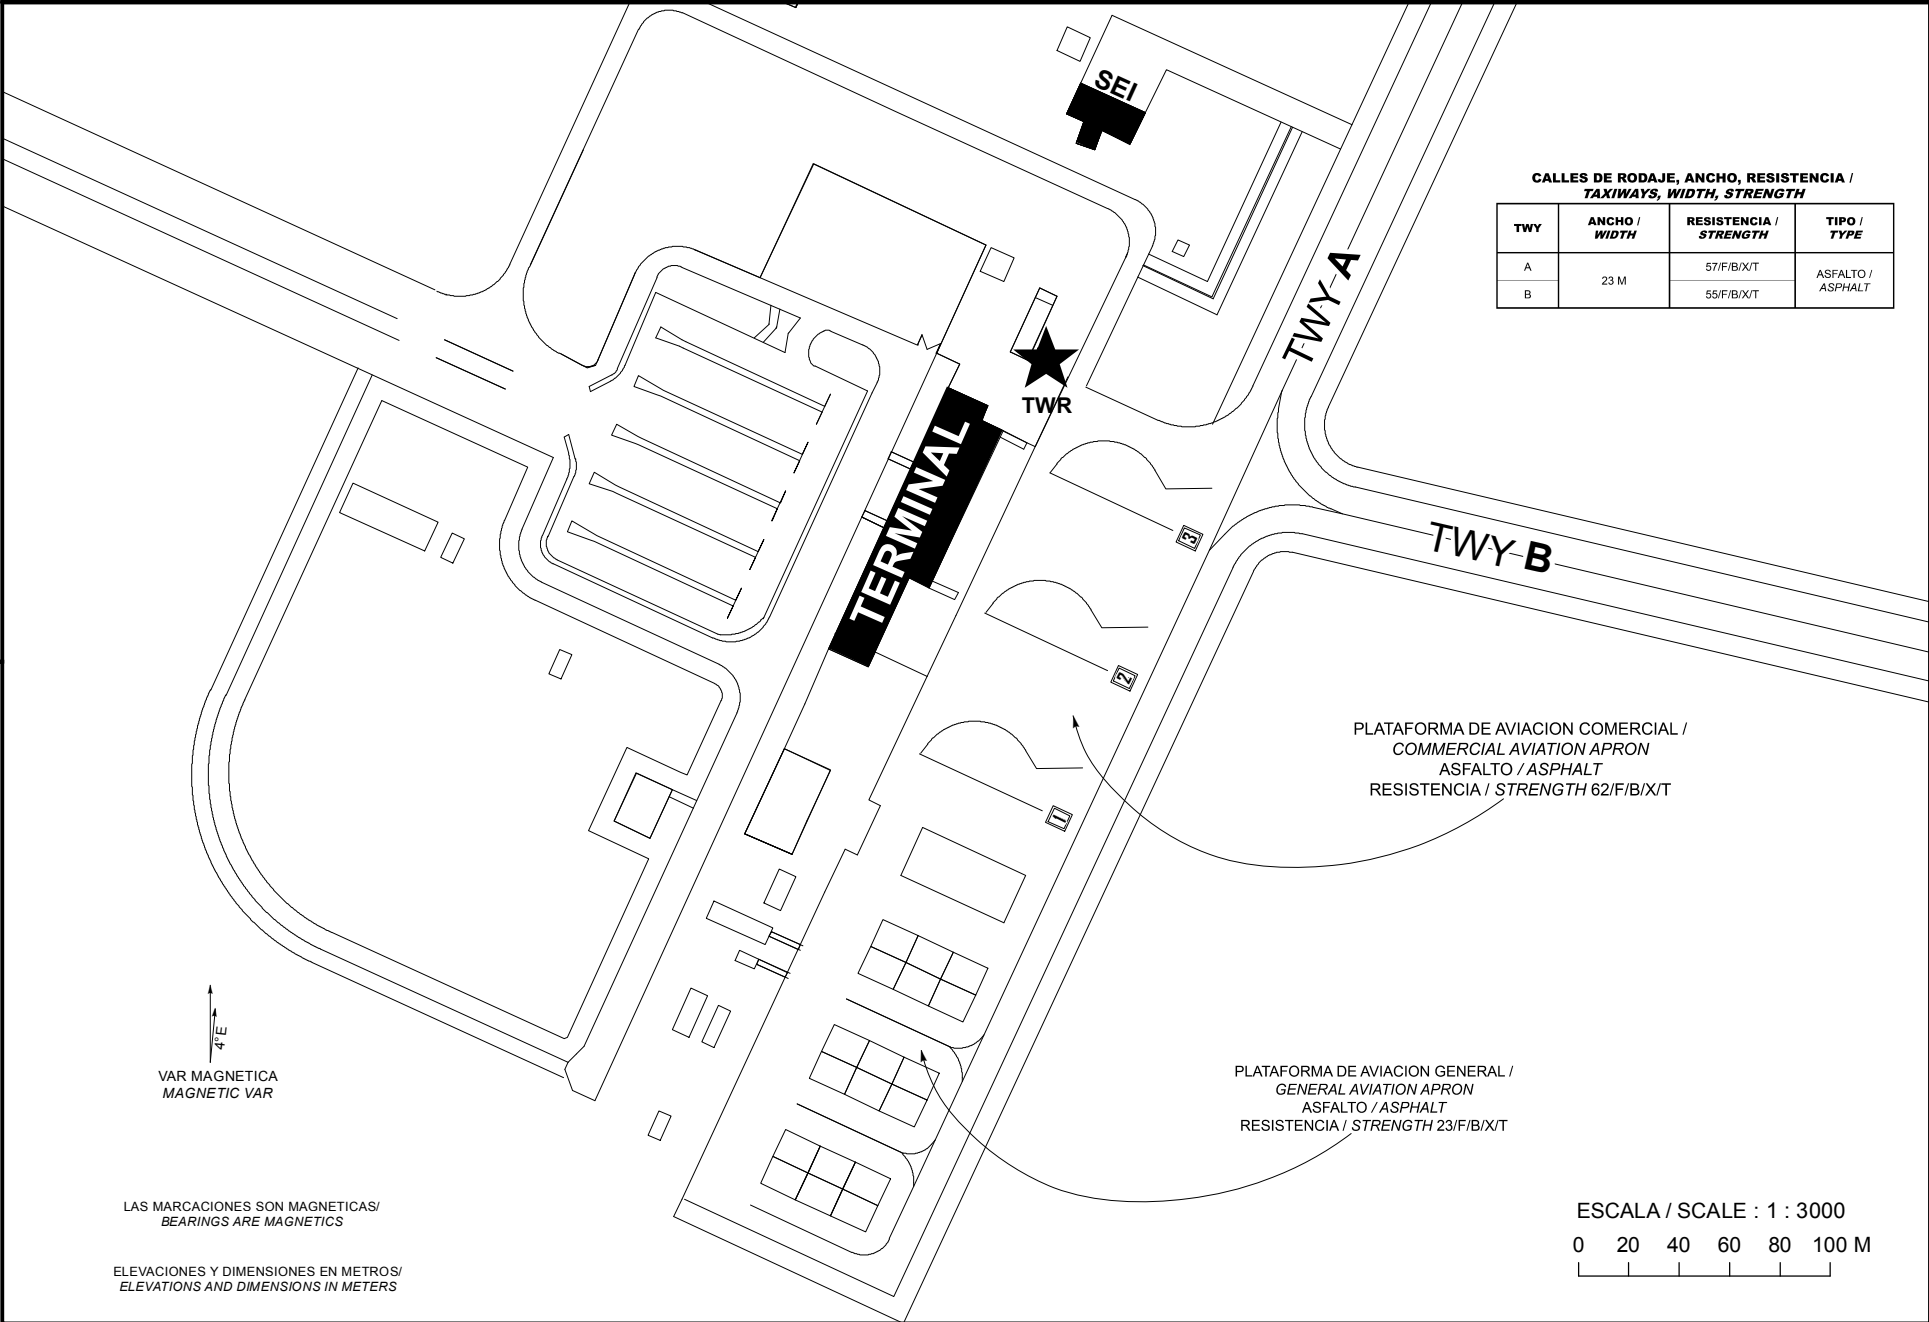 SEI
CALLES DE RODAJE, ANCHO, RESISTENCIA /
TAXIWAYS, WIDTH, STRENGTH
TWY
ANCHO /
WIDTH
RESISTENCIA /
STRENGTH
TIPO /
TYPE
A
23 M
57/F/B/X/T
ASFALTO /
ASPHALT
B
55/F/B/X/T
TWY A
TWR
TERMINAL
3
TWY B
2
PLATAFORMA DE AVIACION COMERCIAL /
COMMERCIAL AVIATION APRON
ASFALTO / ASPHALT
RESISTENCIA / STRENGTH 62/F/B/X/T
1
4° E
VAR MAGNETICA
MAGNETIC VAR
PLATAFORMA DE AVIACION GENERAL /
GENERAL AVIATION APRON
ASFALTO / ASPHALT
RESISTENCIA / STRENGTH 23/F/B/X/T
LAS MARCACIONES SON MAGNETICAS/
BEARINGS ARE MAGNETICS
ELEVACIONES Y DIMENSIONES EN METROS/
ELEVATIONS AND DIMENSIONS IN METERS
ESCALA / SCALE : 1 : 3000
0 20 40 60 80 100 M